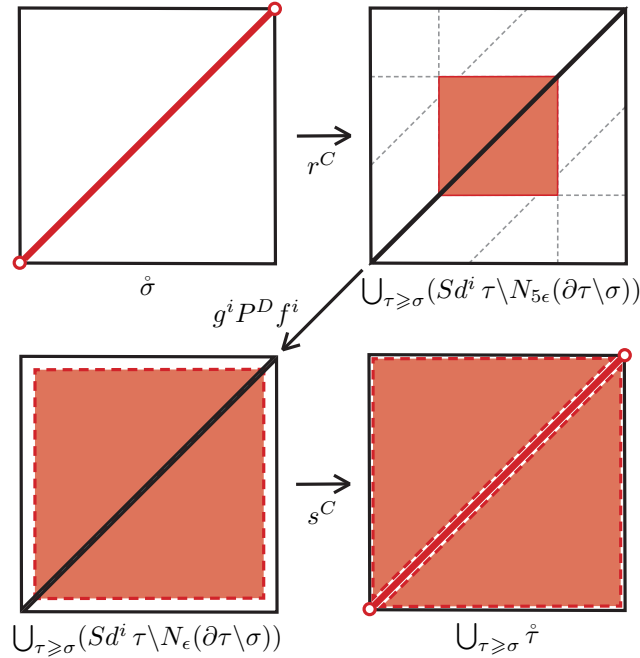 r^C
σ̊
⋃_{τ⩾σ}(Sd^i τ\N_{5ϵ}(∂τ\σ))
g^i P^D f^i
s^C
⋃_{τ⩾σ}(Sd^i τ\N_ϵ(∂τ\σ))
⋃_{τ⩾σ} τ̊